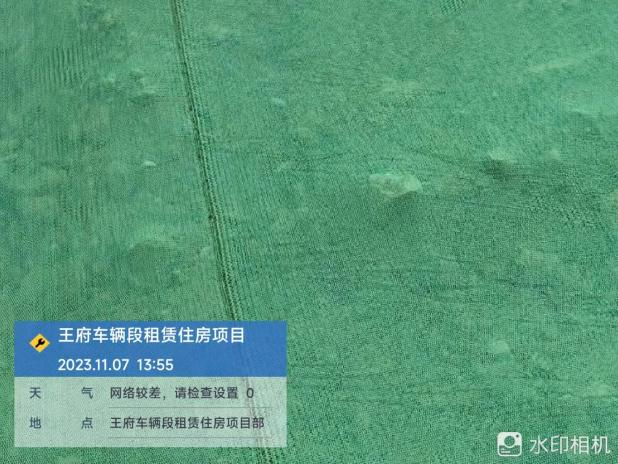 王府车辆段租赁住房项目
2023.11.07 13:55
天 气 网络较差，请检查设置 0
地 点 王府车辆段租赁住房项目部
水印相机